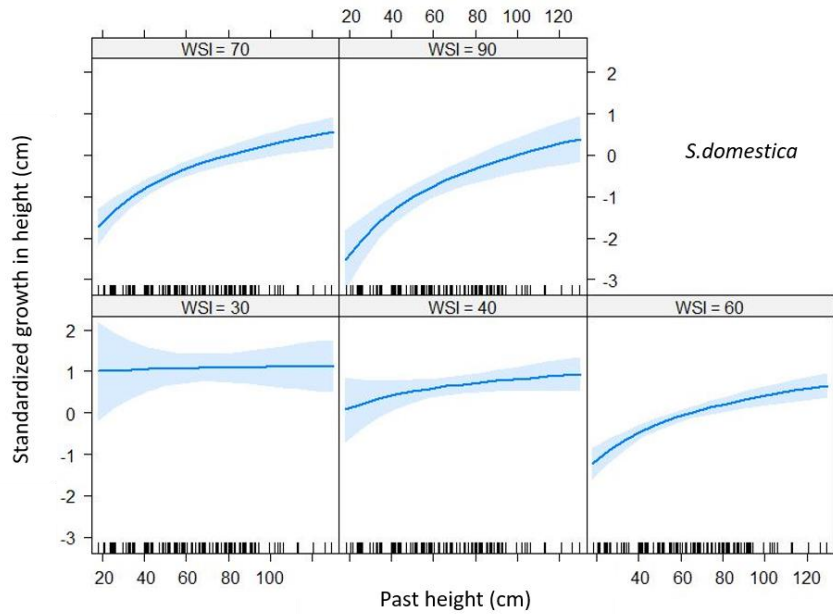 20 40 60 80 100 120
WSI = 70 WSI = 90
2
1
0
-1
-2
-3
S.domestica
Standardized growth in height (cm)
WSI = 30 WSI = 40 WSI = 60
2
1
0
-1
-2
-3
20 40 60 80 100 40 60 80 100 120
Past height (cm)